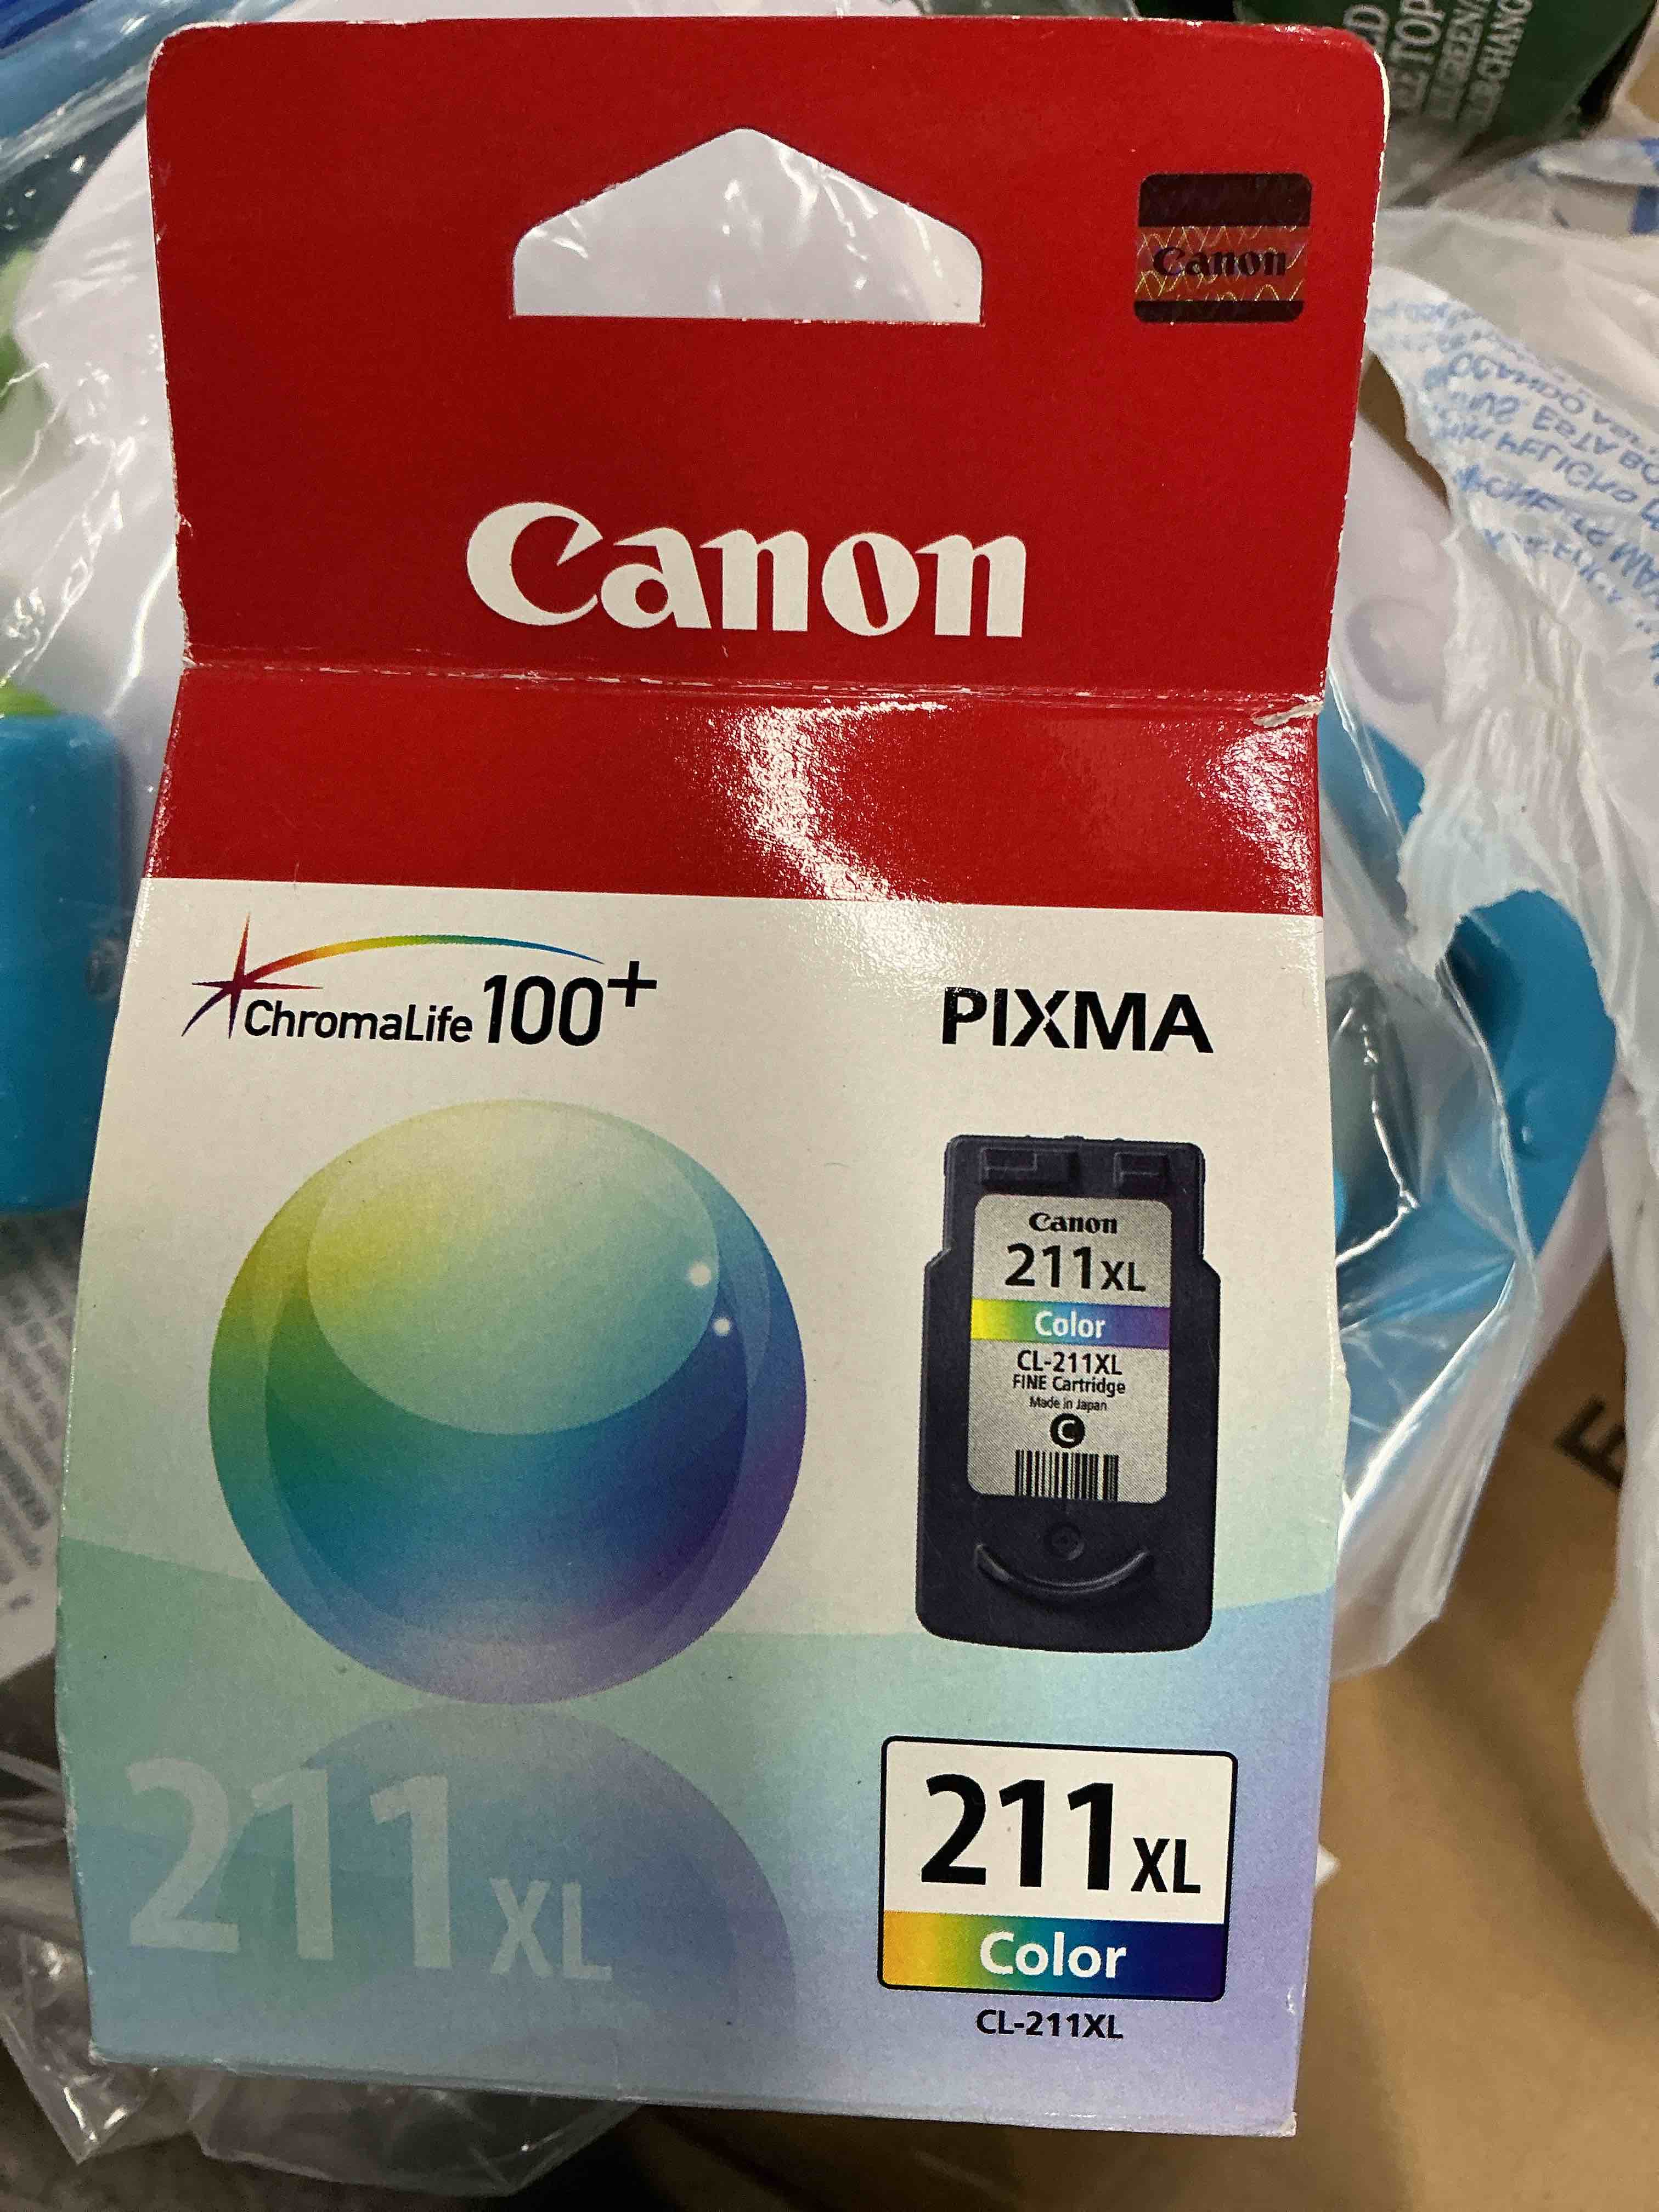 TOP
Canon
Canon
ChromaLife 100+
PIXMA
Canon
211XL
Color
CL-211XL
FINE Cartridge
Made in Japan
C
211XL
211XL
Color
CL-211XL